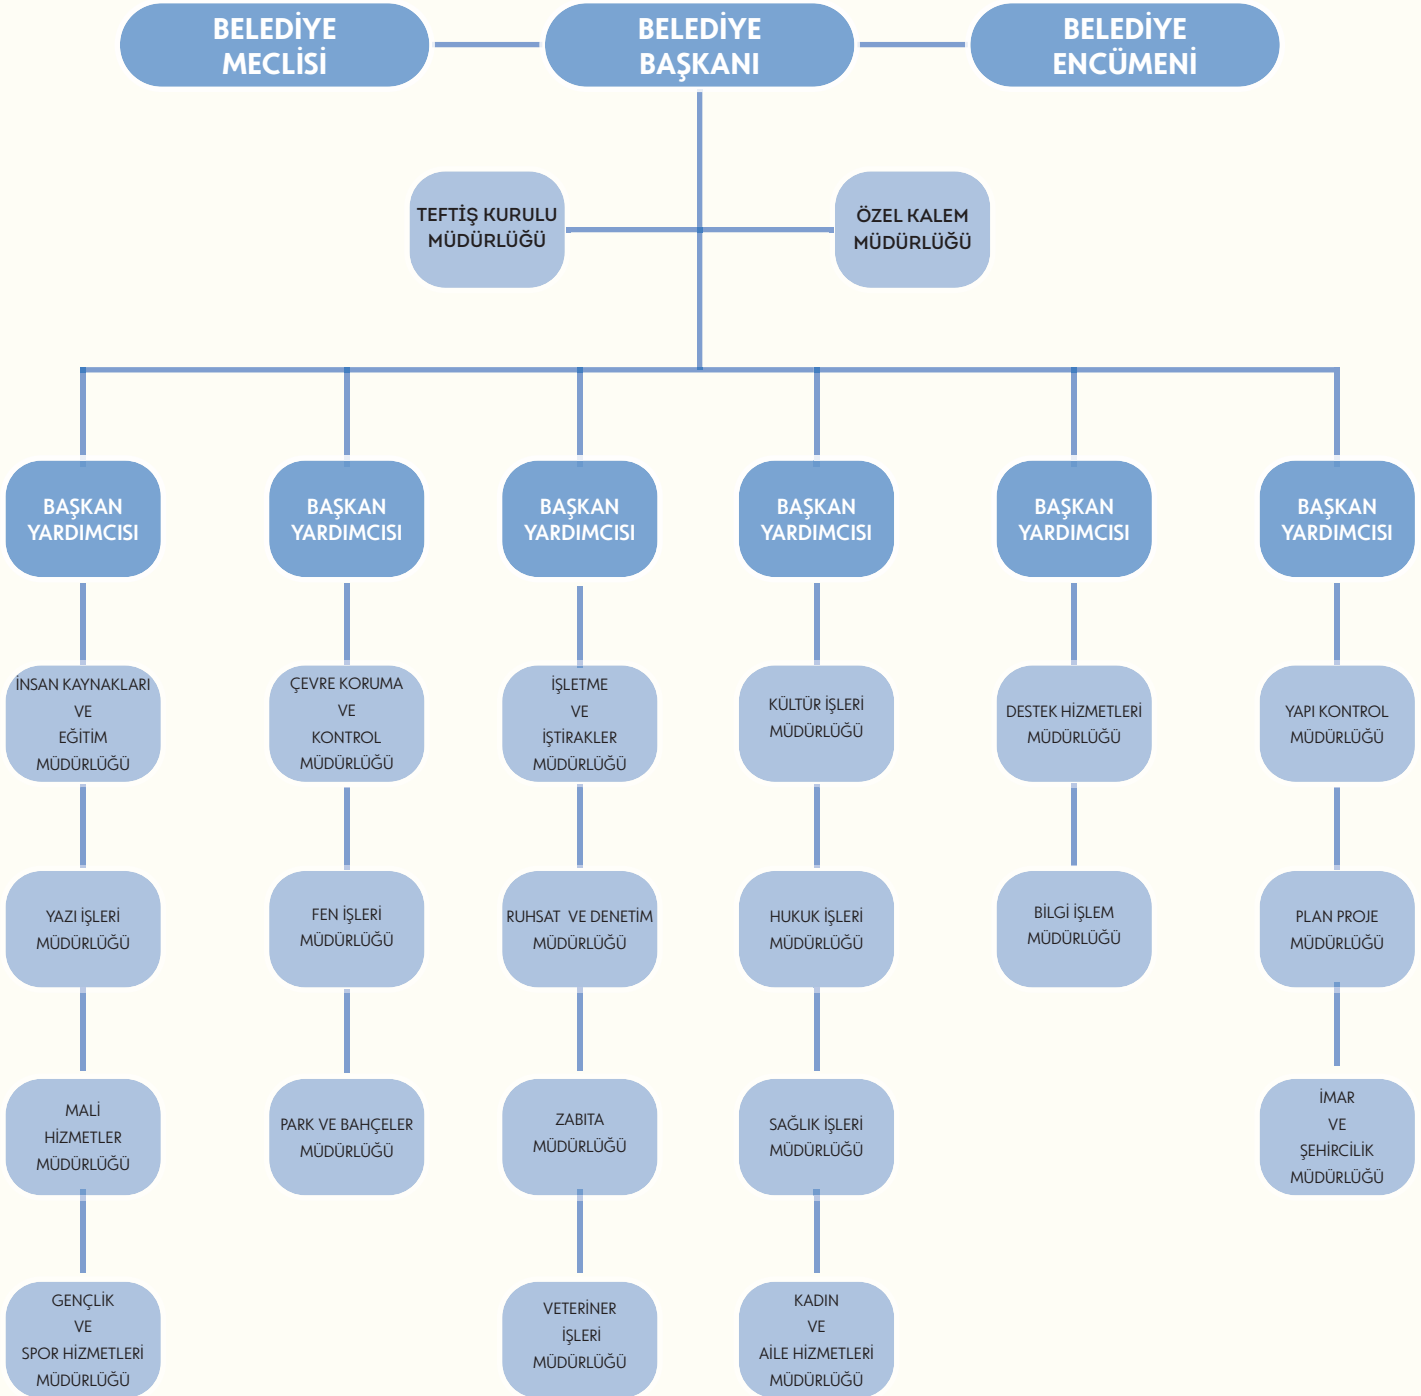 BELEDİYE
MECLİSİ
BELEDİYE
BAŞKANI
BELEDİYE
ENCÜMENİ
TEFTİŞ KURULU
MÜDÜRLÜĞÜ
ÖZEL KALEM
MÜDÜRLÜĞÜ
BAŞKAN
YARDIMCISI
BAŞKAN
YARDIMCISI
BAŞKAN
YARDIMCISI
BAŞKAN
YARDIMCISI
BAŞKAN
YARDIMCISI
BAŞKAN
YARDIMCISI
İNSAN KAYNAKLARI
VE
EĞİTİM
MÜDÜRLÜĞÜ
ÇEVRE KORUMA
VE
KONTROL
MÜDÜRLÜĞÜ
İŞLETME
VE
İŞTİRAKLER
MÜDÜRLÜĞÜ
KÜLTÜR İŞLERİ
MÜDÜRLÜĞÜ
DESTEK HİZMETLERİ
MÜDÜRLÜĞÜ
YAPI KONTROL
MÜDÜRLÜĞÜ
YAZI İŞLERİ
MÜDÜRLÜĞÜ
FEN İŞLERİ
MÜDÜRLÜĞÜ
RUHSAT VE DENETİM
MÜDÜRLÜĞÜ
HUKUK İŞLERİ
MÜDÜRLÜĞÜ
BİLGİ İŞLEM
MÜDÜRLÜĞÜ
PLAN PROJE
MÜDÜRLÜĞÜ
MALİ
HİZMETLER
MÜDÜRLÜĞÜ
PARK VE BAHÇELER
MÜDÜRLÜĞÜ
ZABITA
MÜDÜRLÜĞÜ
SAĞLIK İŞLERİ
MÜDÜRLÜĞÜ
İMAR
VE
ŞEHİRCİLİK
MÜDÜRLÜĞÜ
GENÇLİK
VE
SPOR HİZMETLERİ
MÜDÜRLÜĞÜ
VETERİNER
İŞLERİ
MÜDÜRLÜĞÜ
KADIN
VE
AİLE HİZMETLERİ
MÜDÜRLÜĞÜ